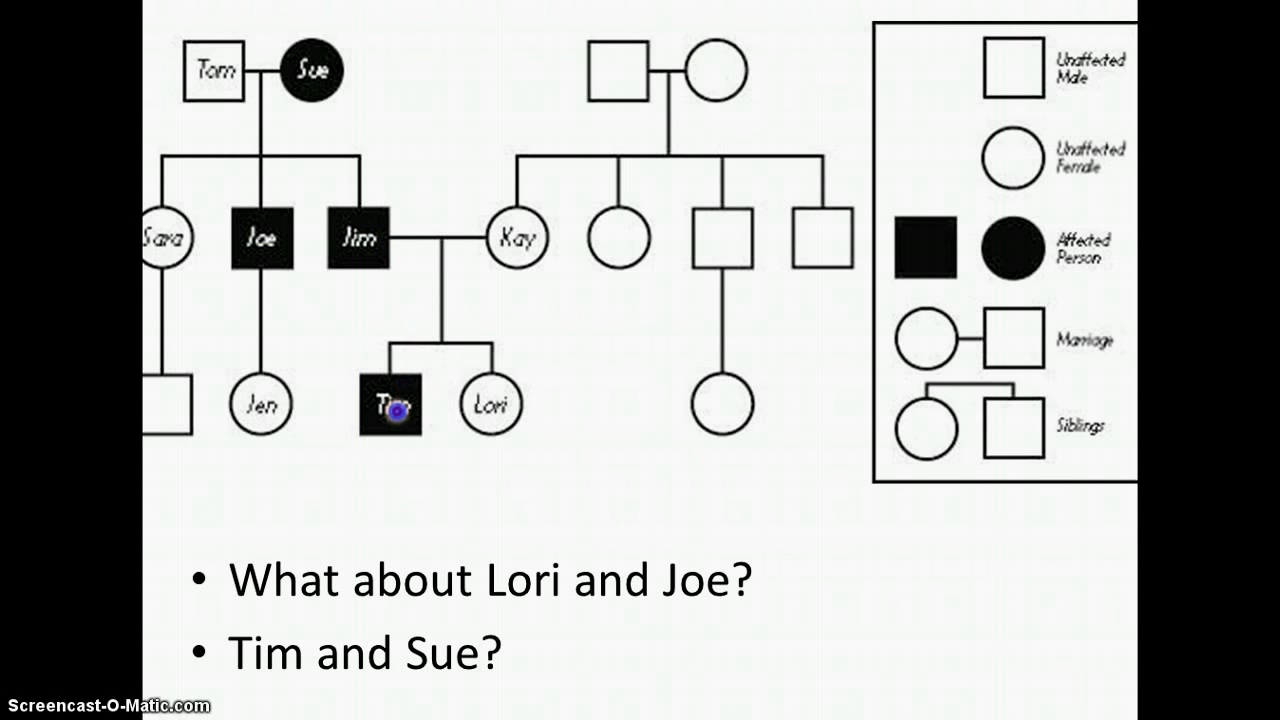 Tom
Sue
Sara
Joe
Jim
Kay
Jen
Lori
Unaffected
Male
Unaffected
Female
Affected
Person
Marriage
Siblings
• What about Lori and Joe?
• Tim and Sue?
Screencast-O-Matic.com